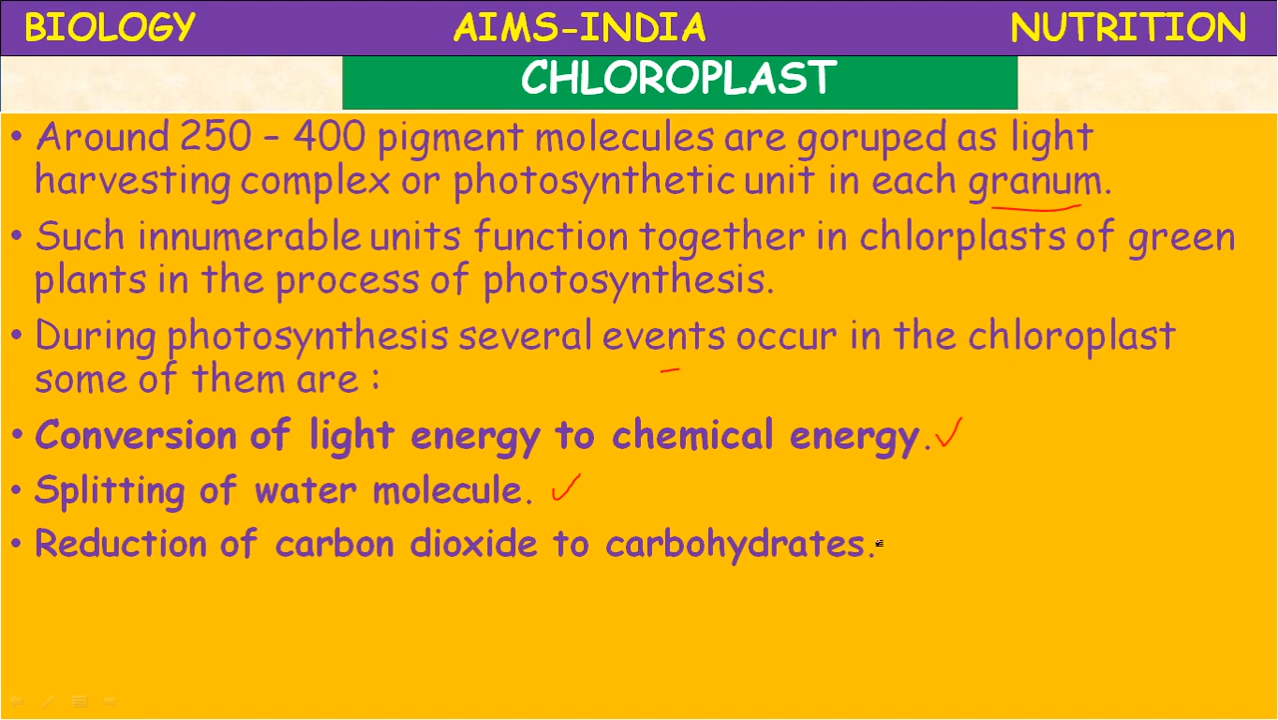 BIOLOGY AIMS-INDIA NUTRITION
CHLOROPLAST
• Around 250 – 400 pigment molecules are goruped as light
harvesting complex or photosynthetic unit in each granum.
• Such innumerable units function together in chlorplasts of green
plants in the process of photosynthesis.
• During photosynthesis several events occur in the chloroplast
some of them are :
• Conversion of light energy to chemical energy.
• Splitting of water molecule.
• Reduction of carbon dioxide to carbohydrates.